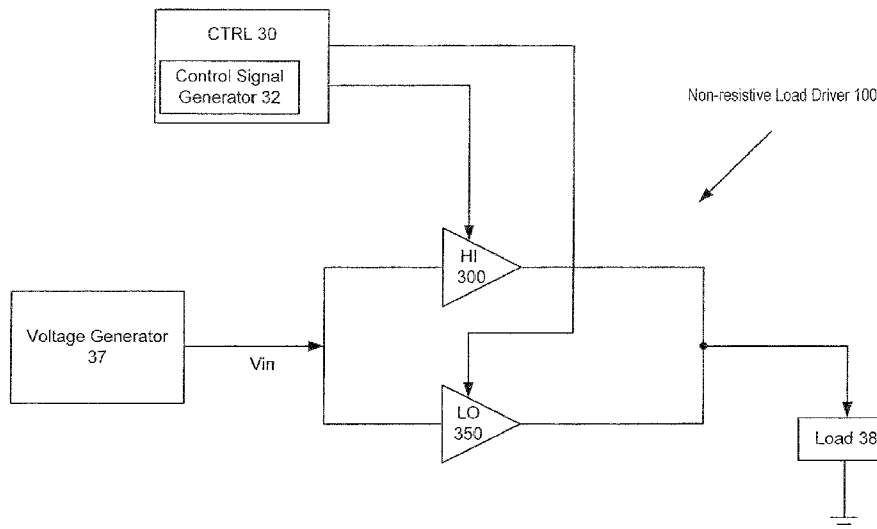 CTRL 30
Control Signal
Generator 32
Non-resistive Load Driver 100
HI
300
Voltage Generator
37
Vin
LO
350
Load 38